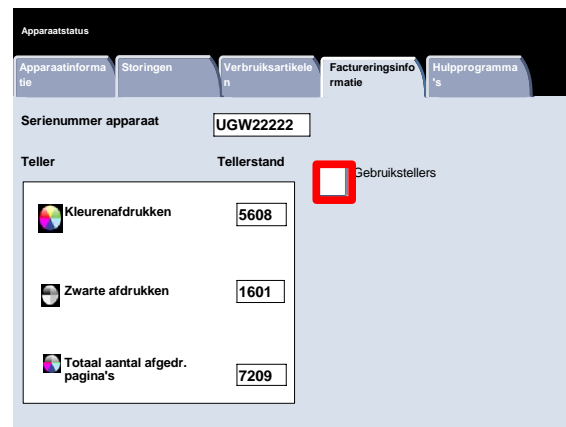 Apparaatstatus
Apparaatinforma
tie
Storingen
Verbruiksartikele
n
Factureringsinfo
rmatie
Hulpprogramma
's
Serienummer apparaat
UGW22222
Teller
Tellerstand
Gebruikstellers
Kleurenafdrukken
5608
Zwarte afdrukken
1601
Totaal aantal afgedr.
pagina's
7209